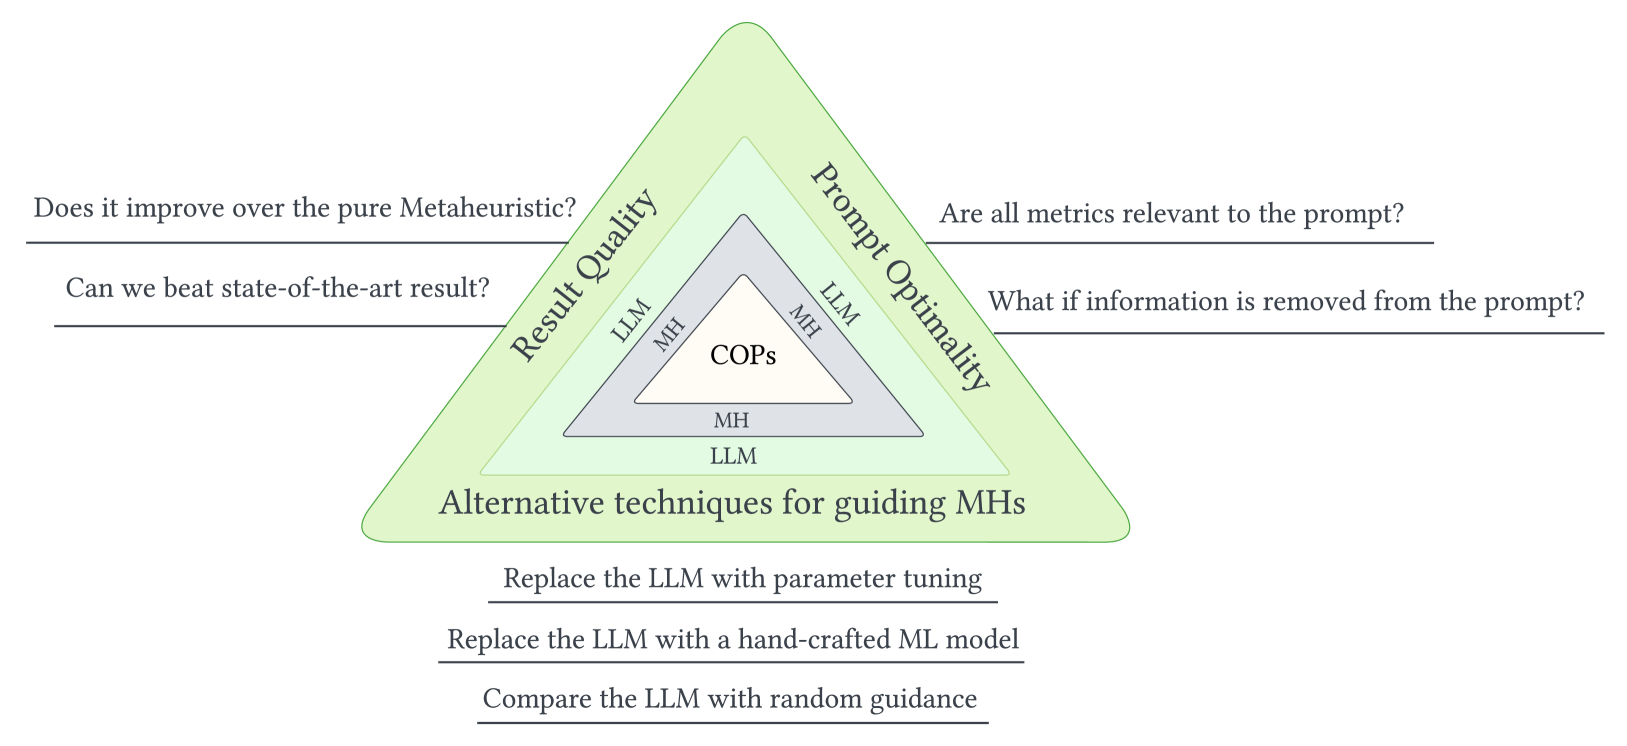 Does it improve over the pure Metaheuristic?
Can we beat state-of-the-art result?
Result Quality
Prompt Optimality
Are all metrics relevant to the prompt?
What if information is removed from the prompt?
LLM
MH
COPs
MH
LLM
MH
LLM
Alternative techniques for guiding MHs
Replace the LLM with parameter tuning
Replace the LLM with a hand-crafted ML model
Compare the LLM with random guidance